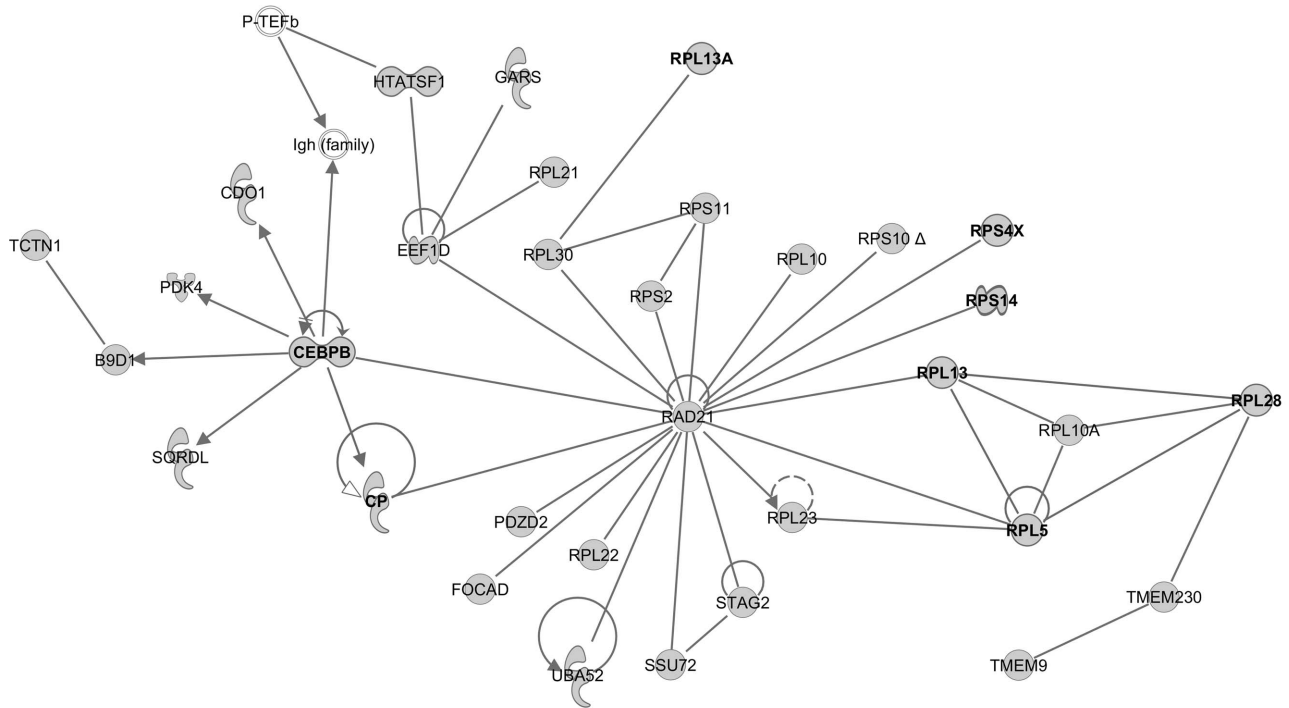 P-TEFb
RPL13A
HTATSF1
GARS
Igh (family)
RPL21
CDO1
RPS11
RPS4X
RPS10 Δ
TCTN1
EEF1D
RPL30
RPL10
PDK4
RPS2
RPS14
CEBPB
B9D1
RPL13
RPL28
RAD21
RPL10A
SQRDL
CP
PDZD2
RPL23
RPL5
RPL22
FOCAD
STAG2
TMEM230
UBA52
SSU72
TMEM9